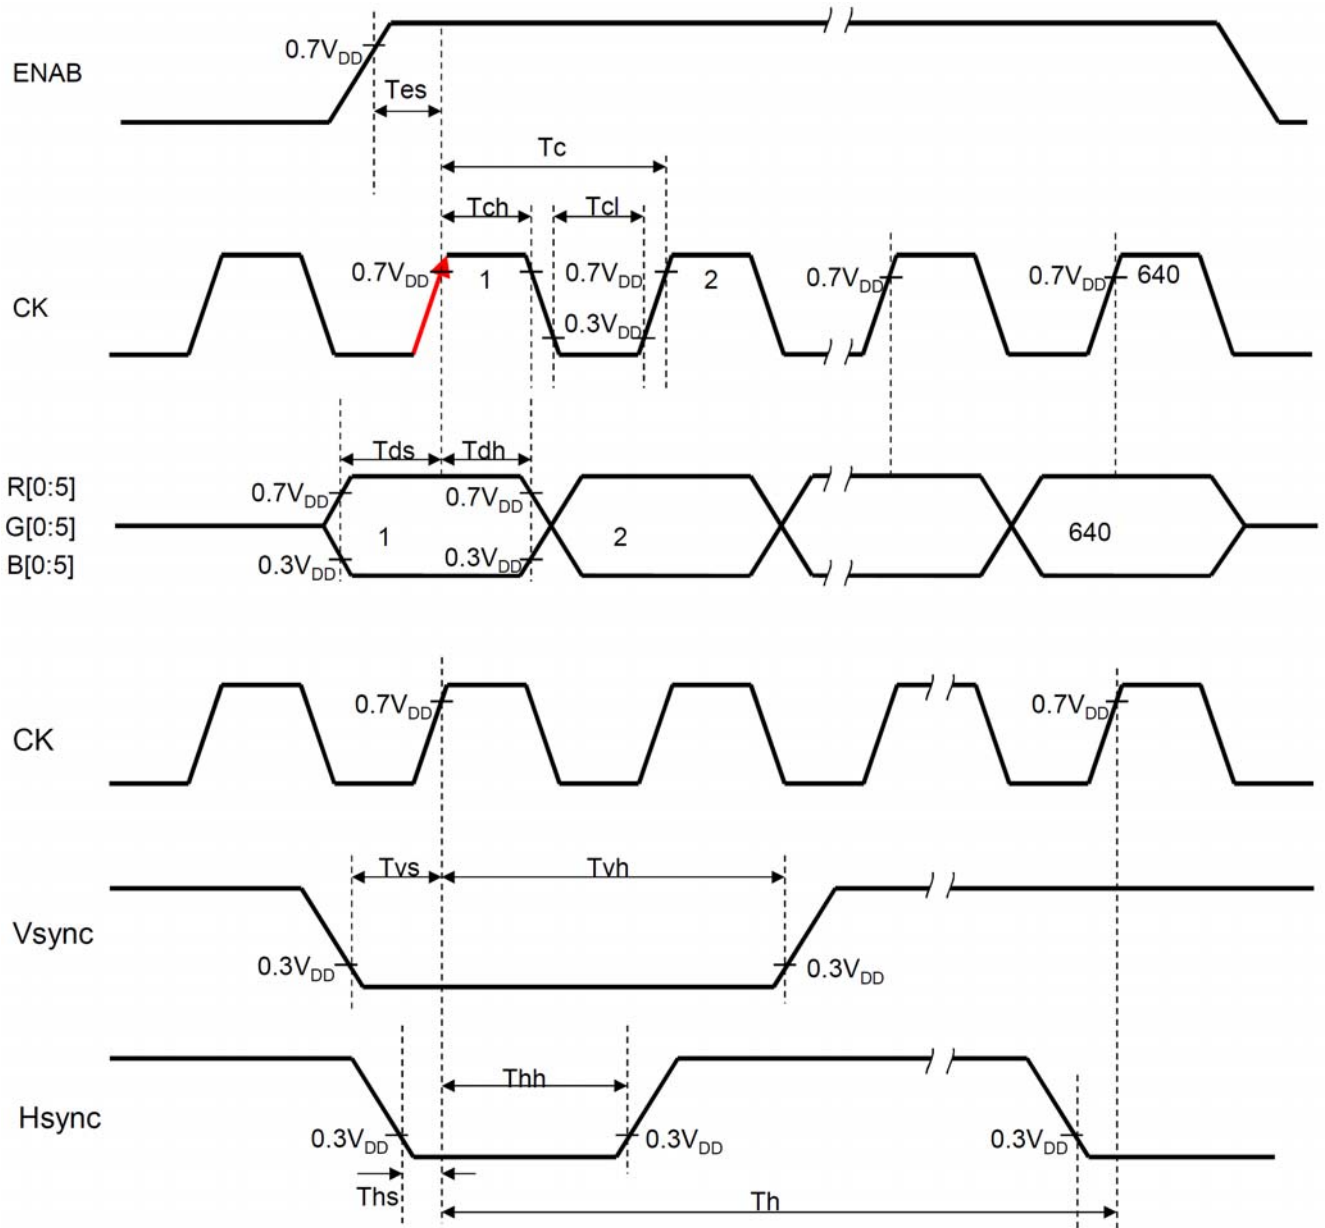 0.7VDD
ENAB
Tes
Tc
Tch
Tcl
0.7VDD
1
0.7VDD
2
0.7VDD
0.7VDD
640
CK
0.3VDD
Tds
Tdh
R[0:5]
0.7VDD
0.7VDD
G[0:5]
1
2
640
B[0:5]
0.3VDD
0.3VDD
0.7VDD
0.7VDD
CK
Tvs
Tvh
Vsync
0.3VDD
0.3VDD
Thh
Hsync
0.3VDD
0.3VDD
0.3VDD
Ths
Th